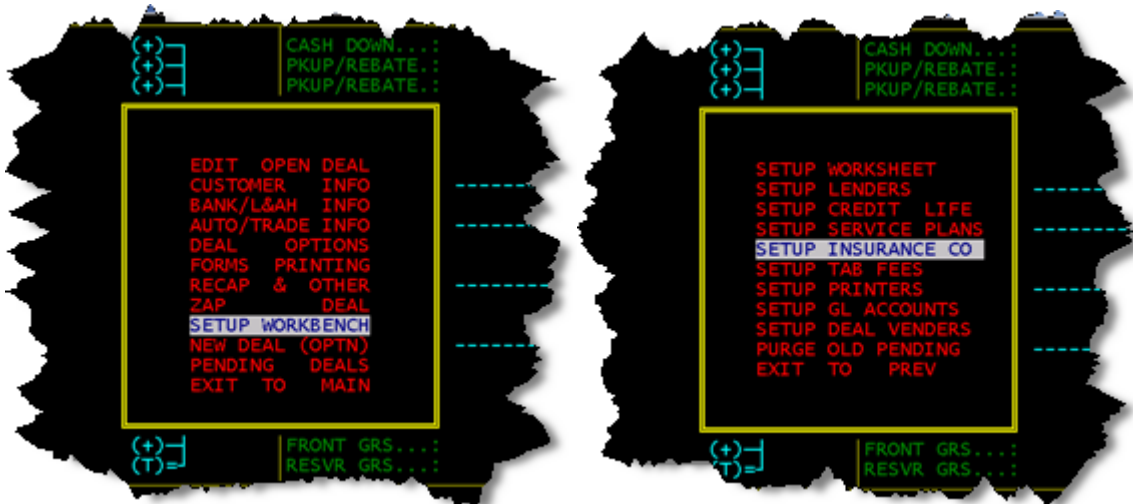 (+) CASH DOWN...:
(+) PKUP/REBATE.:
(+) PKUP/REBATE.:
EDIT OPEN DEAL
CUSTOMER INFO
BANK/L&AH INFO
AUTO/TRADE INFO
DEAL OPTIONS
FORMS PRINTING
RECAP & OTHER
ZAP DEAL
SETUP WORKBENCH
NEW DEAL (OPTN)
PENDING DEALS
EXIT TO MAIN
(+) FRONT GRS...:
(T)= RESVR GRS...:
(+) CASH DOWN...:
(+) PKUP/REBATE.:
(+) PKUP/REBATE.:
SETUP WORKSHEET
SETUP LENDERS
SETUP CREDIT LIFE
SETUP SERVICE PLANS
SETUP INSURANCE CO
SETUP TAB FEES
SETUP PRINTERS
SETUP GL ACCOUNTS
SETUP DEAL VENDERS
PURGE OLD PENDING
EXIT TO PREV
(+) FRONT GRS...:
(T)= RESVR GRS...: